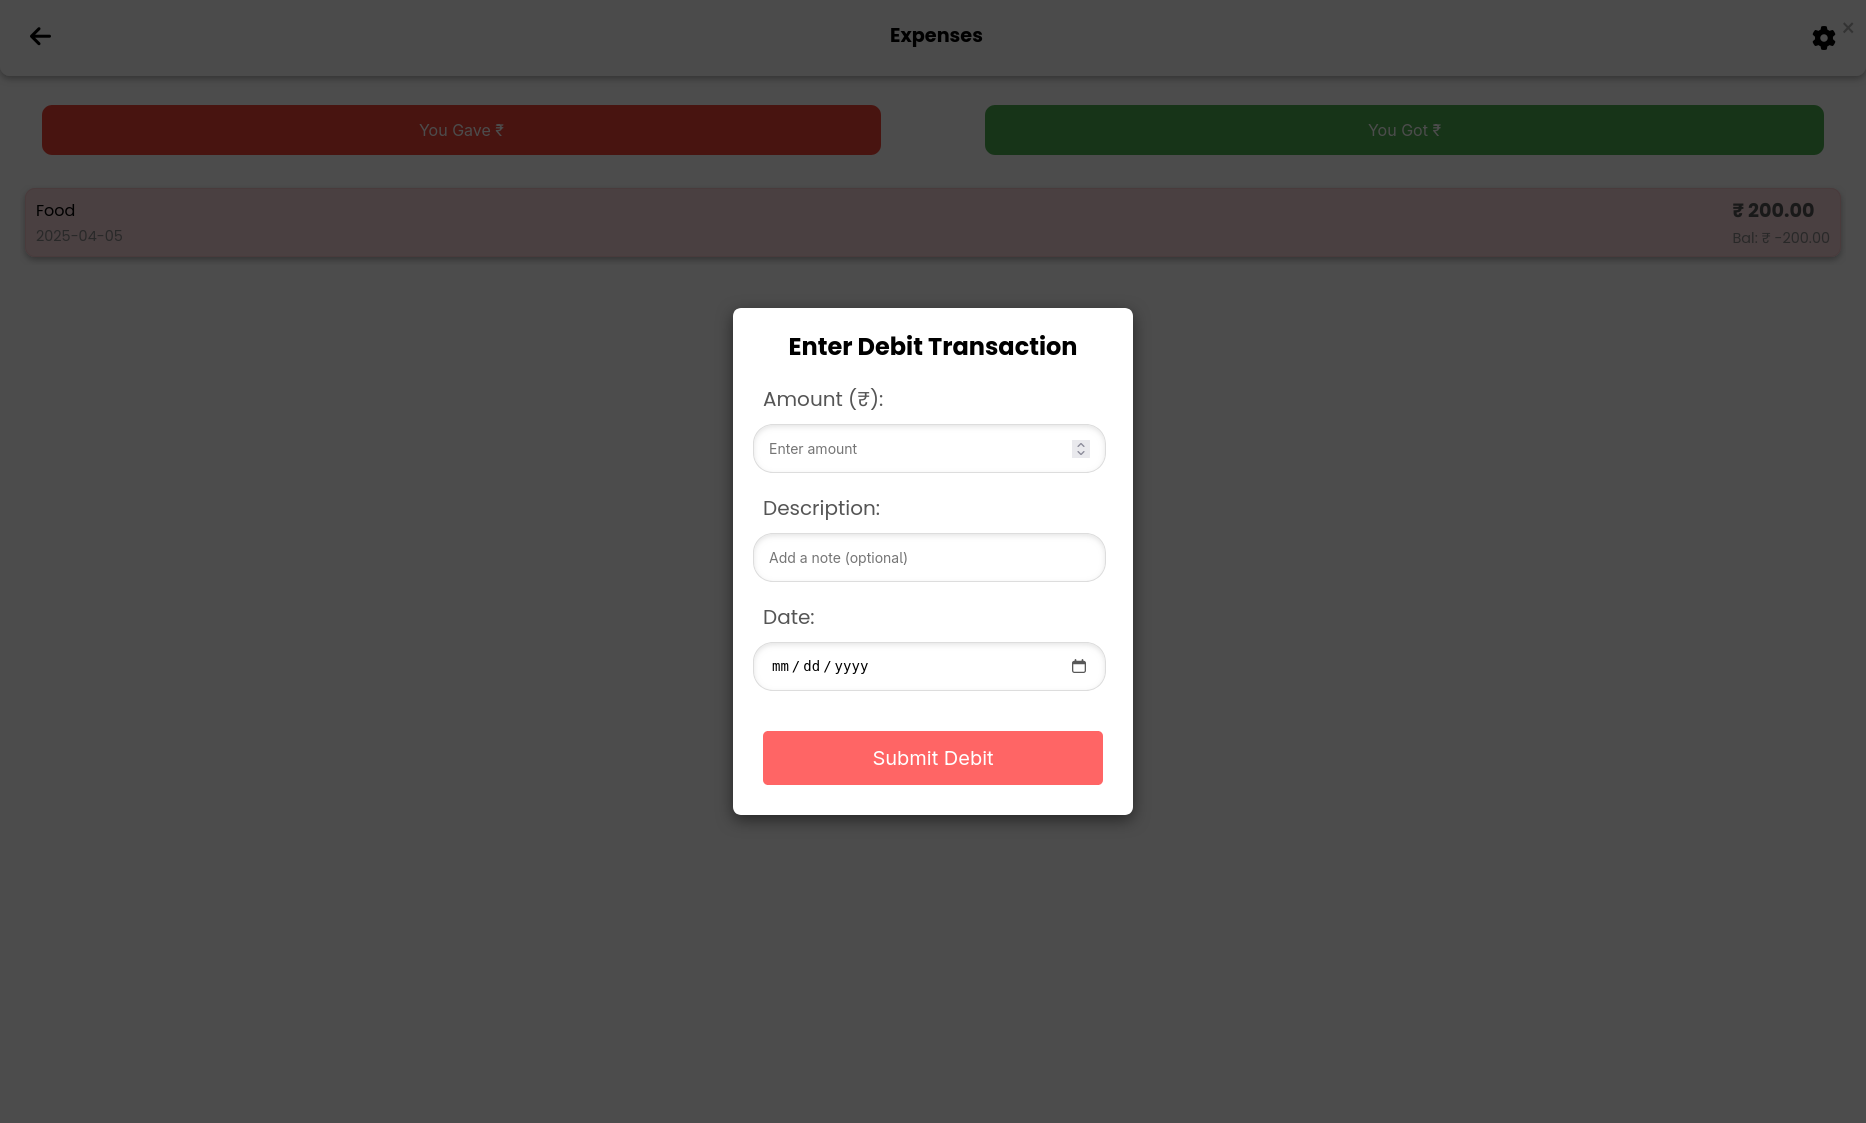 Expenses
×
You Gave ₹
You Got ₹
Food
₹ 200.00
2025-04-05
Bal: ₹ -200.00
Enter Debit Transaction
Amount (₹):
Enter amount
Description:
Add a note (optional)
Date:
mm/dd/yyyy
Submit Debit